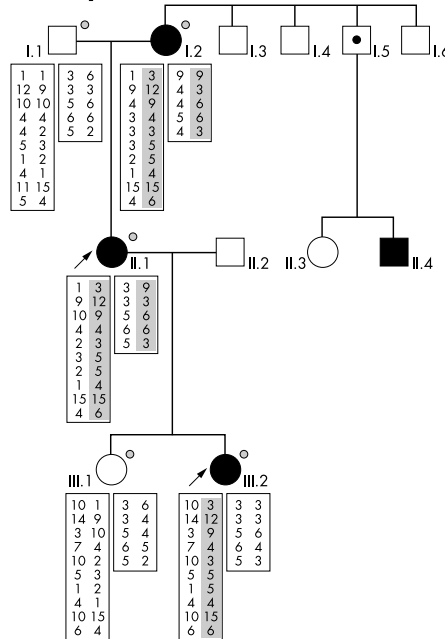 I.1 I.2 I.3 I.4 I.5 I.6
1 1 3 6 1 3 9 9
12 9 3 3 9 12 4 3
10 10 5 6 4 9 4 6
4 4 6 6 3 4 5 6
4 2 5 2 3 3 4 3
5 3 3 5
1 2 2 5
4 1 1 4
11 15 15 15
5 4 4 6
II.1 II.2 II.3 II.4
1 3 3 9
9 12 3 3
10 9 5 6
4 4 6 6
2 3 5 3
3 5
2 5
1 4
15 15
4 6
III.1 III.2
10 1 3 6 10 3 3 3
14 9 3 4 14 12 3 3
3 10 5 4 3 9 5 6
7 4 6 5 7 4 6 4
10 2 5 2 10 3 5 3
5 3 5 5
1 2 1 5
4 1 4 4
10 15 10 15
6 4 6 6